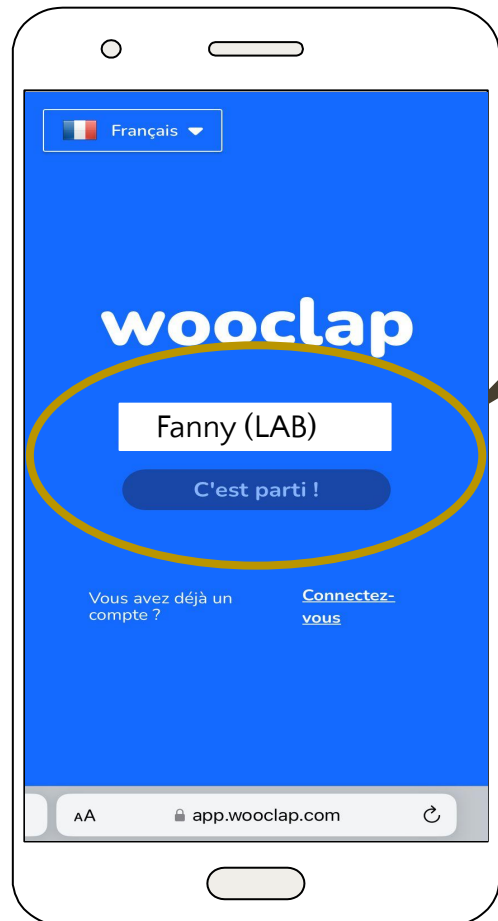 Français
wooclap
Fanny (LAB)
C'est parti !
Vous avez déjà un
compte ?
Connectez-
vous
AA
app.wooclap.com